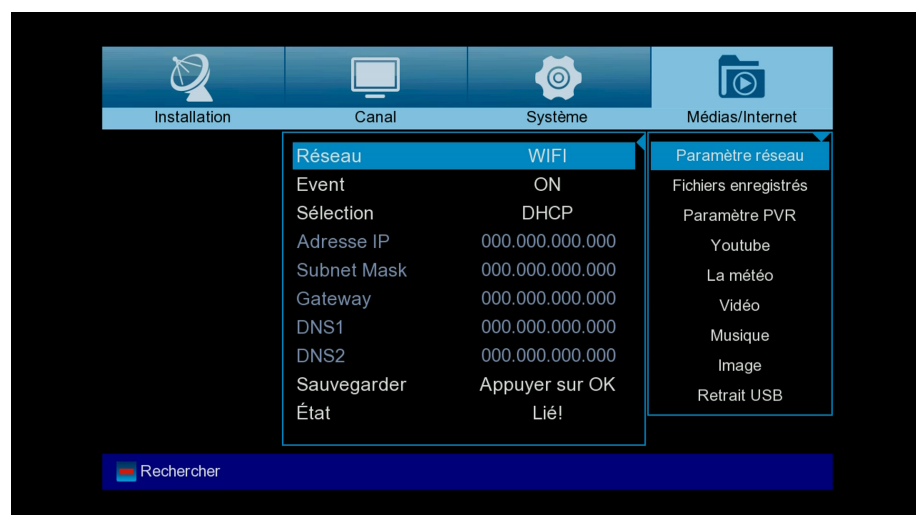 Installation Canal Système Médias/Internet
Réseau WIFI
Event ON
Sélection DHCP
Adresse IP 000.000.000.000
Subnet Mask 000.000.000.000
Gateway 000.000.000.000
DNS1 000.000.000.000
DNS2 000.000.000.000
Sauvegarder Appuyer sur OK
État Lié!
Paramètre réseau
Fichiers enregistrés
Paramètre PVR
Youtube
La météo
Vidéo
Musique
Image
Retrait USB
Rechercher